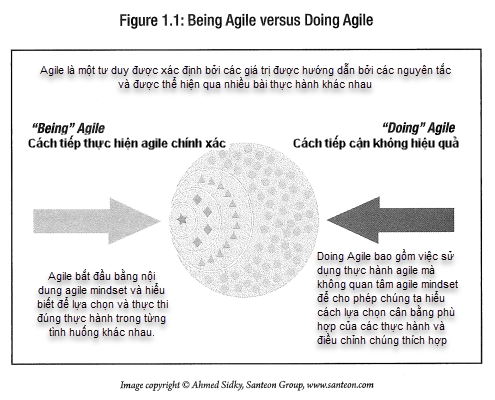 Figure 1.1: Being Agile versus Doing Agile
Agile là một tư duy được xác định bởi các giá trị được hướng dẫn bởi các nguyên tắc
và được thể hiện qua nhiều bài thực hành khác nhau
“Being” Agile
Cách tiếp thực hiện agile chính xác
“Doing” Agile
Cách tiếp cận không hiệu quả
Agile bắt đầu bằng nội
dung agile mindset và hiểu
biết để lựa chọn và thực thi
đúng thực hành trong từng
tình huống khác nhau.
Doing Agile bao gồm việc sử
dụng thực hành agile mà
không quan tâm agile mindset
để cho phép chúng ta hiểu
cách lựa chọn cân bằng phù
hợp của các thực hành và
điều chỉnh chúng thích hợp
Image copyright © Ahmed Sidky, Santeon Group, www.santeon.com